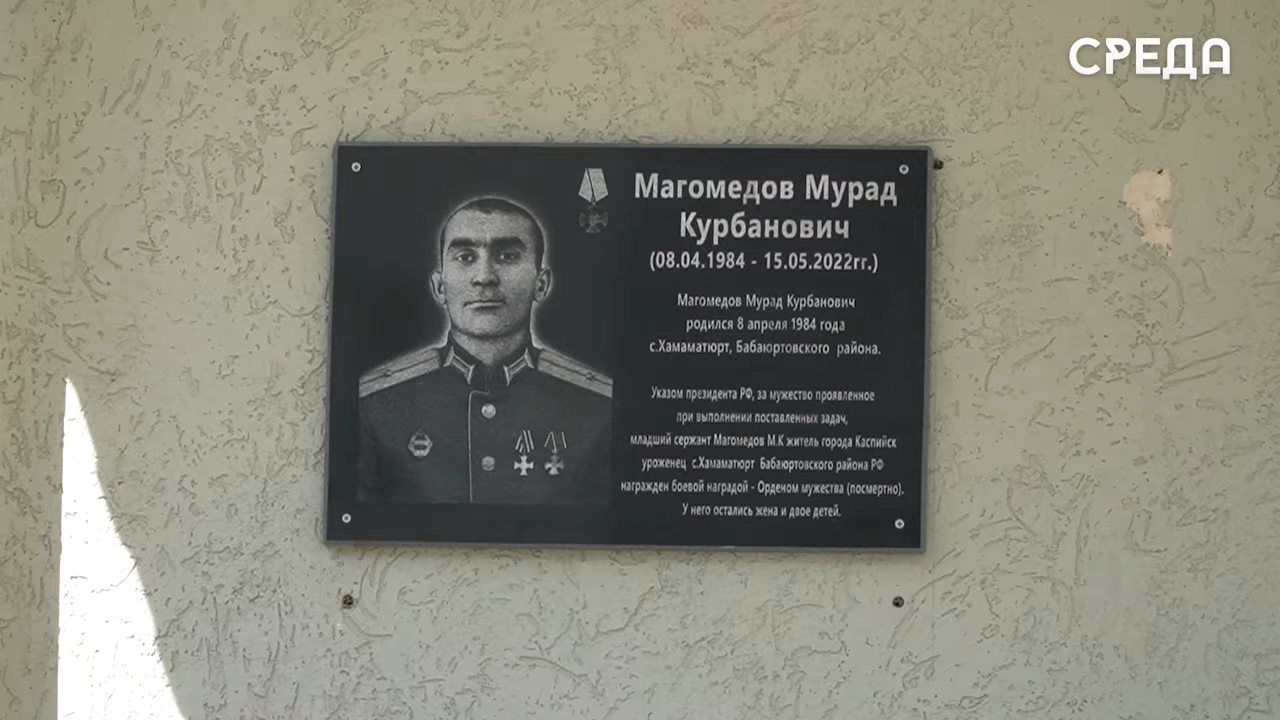 СРЕДА
Магомедов Мурад
Курбанович
(08.04.1984 - 15.05.2022гг.)
Магомедов Мурад Курбанович
родился 8 апреля 1984 года
с.Хамаматюрт, Бабаюртовского района.
Указом президента РФ, за мужество проявленное
при выполнении поставленных задач,
младший сержант Магомедов М.К житель города Каспийск
уроженец с.Хамаматюрт Бабаюртовского района РФ
награжден боевой наградой - Орденом мужества (посмертно).
У него остались жена и двое детей.